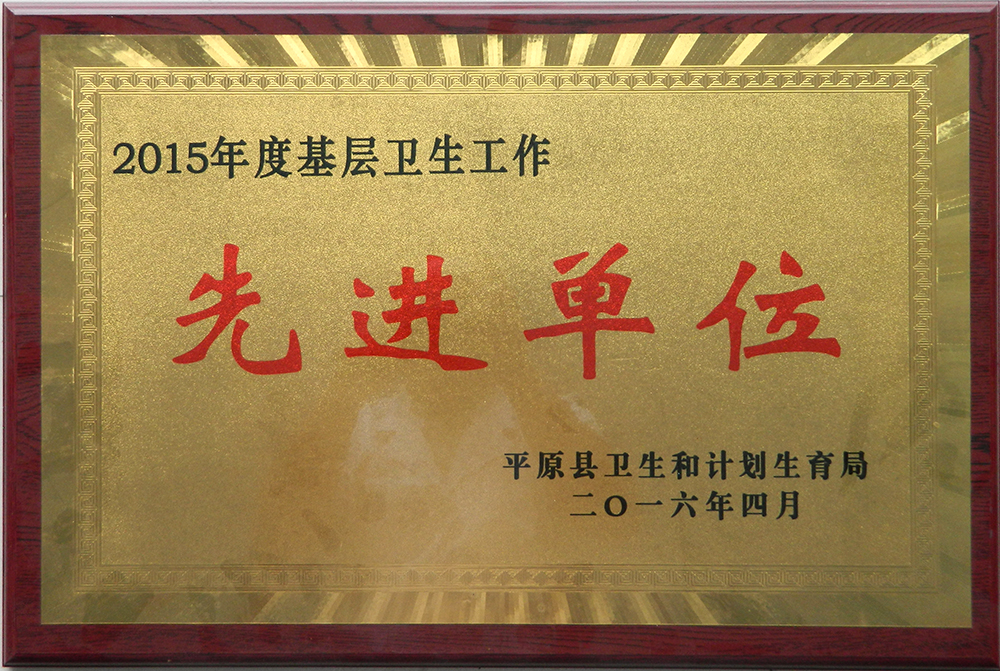 2015年度基层卫生工作
先进单位
平原县卫生和计划生育局
二〇一六年四月